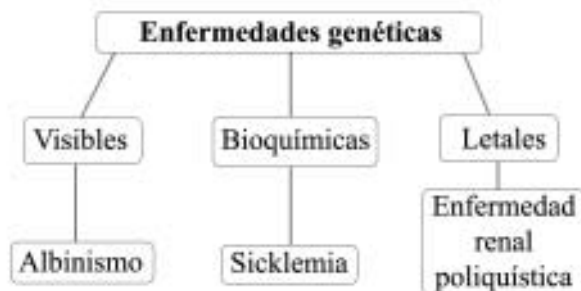 Enfermedades genéticas
Visibles
Bioquímicas
Letales
Albinismo
Sicklemia
Enfermedad
renal
poliquística